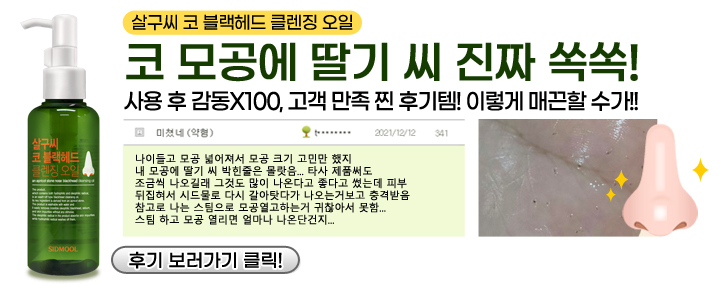 살구씨 코 블랙헤드 클렌징 오일
코 모공에 딸기 씨 진짜 쏙쏙!
사용 후 감동X100, 고객 만족 찐 후기템! 이렇게 매끈할 수가!!
미쳤네 (약혐)
t********
2021/12/12
341
나이들고 모공 넓어져서 모공 크기 고민만 했지
내 모공에 딸기 씨 박힌줄은 몰랏음... 타사 제품써도
조금씩 나오길래 그것도 많이 나온다고 좋다고 썼는데 피부
뒤집혀서 시드물로 다시 갈아탓다가 나오는거보고 충격받음
참고로 나는 스팀으로 모공열고하는거 귀찮아서 못함...
스팀 하고 모공 열리면 얼마나 나온단건지...
후기 보러가기 클릭!
살구씨
코 블랙헤드
클렌징 오일
SIDMOOL